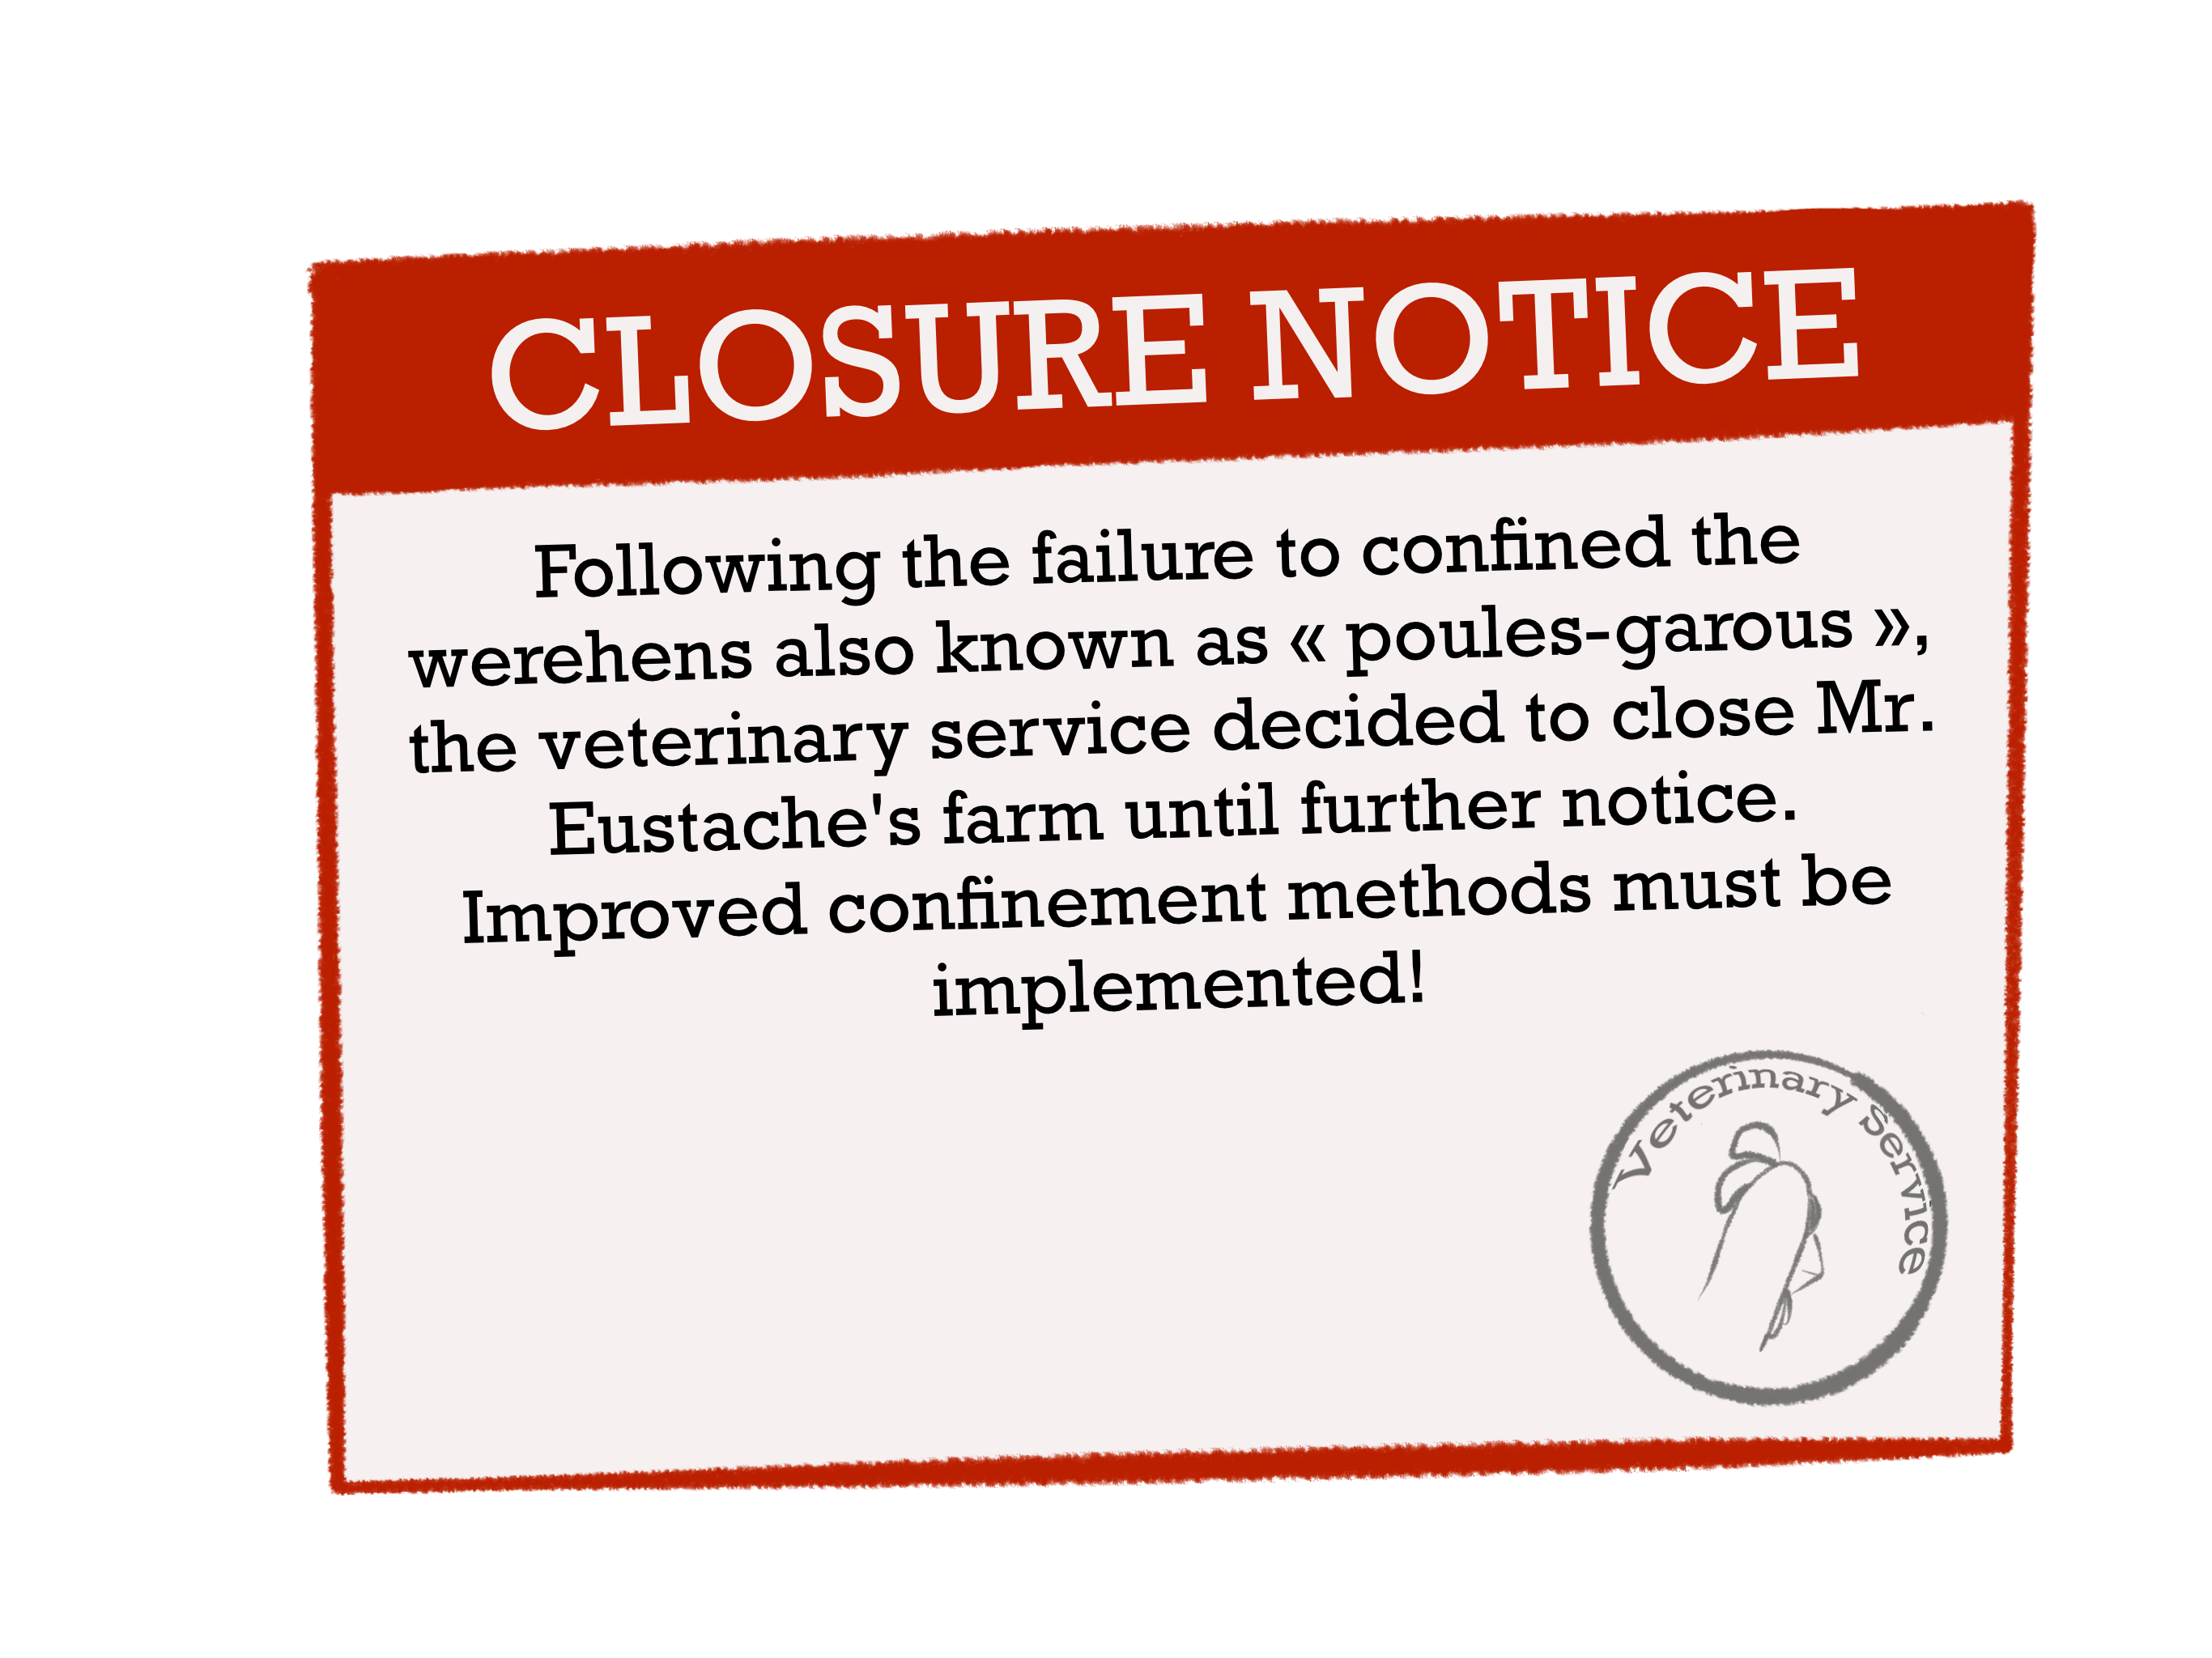 CLOSURE NOTICE
Following the failure to confined the
werehens also known as « poules-garous »,
the veterinary service decided to close Mr.
Eustache's farm until further notice.
Improved confinement methods must be
implemented!
Veterinary Service